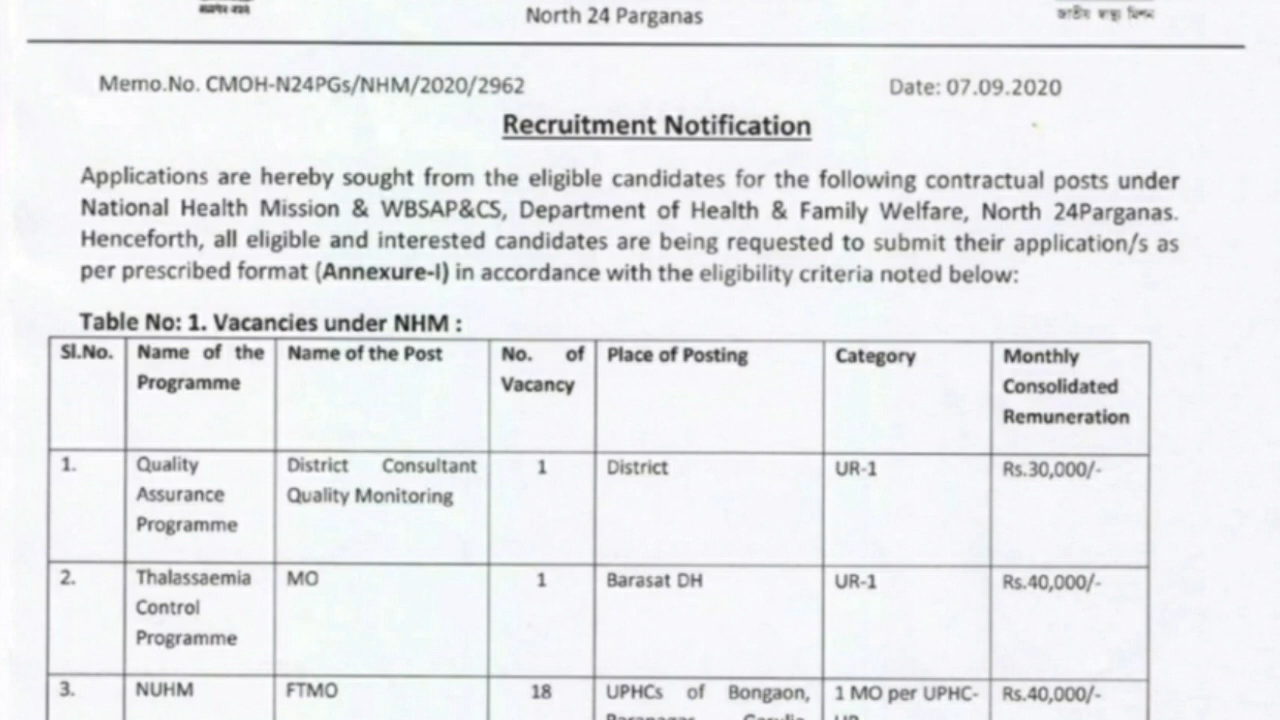 North 24 Parganas
Memo.No. CMOH-N24PGs/NHM/2020/2962 Date: 07.09.2020
Recruitment Notification
Applications are hereby sought from the eligible candidates for the following contractual posts under
National Health Mission & WBSAP&CS, Department of Health & Family Welfare, North 24Parganas.
Henceforth, all eligible and interested candidates are being requested to submit their application/s as
per prescribed format (Annexure-I) in accordance with the eligibility criteria noted below:
Table No: 1. Vacancies under NHM :
Sl.No. Name of the Name of the Post No. of Place of Posting Category Monthly
Programme Vacancy Consolidated
Remuneration
1. Quality District Consultant 1 District UR-1 Rs.30,000/-
Assurance Quality Monitoring
Programme
2. Thalassaemia MO 1 Barasat DH UR-1 Rs.40,000/-
Control
Programme
3. NUHM FTMO 18 UPHCs of Bongaon, 1 MO per UPHC- Rs.40,000/-